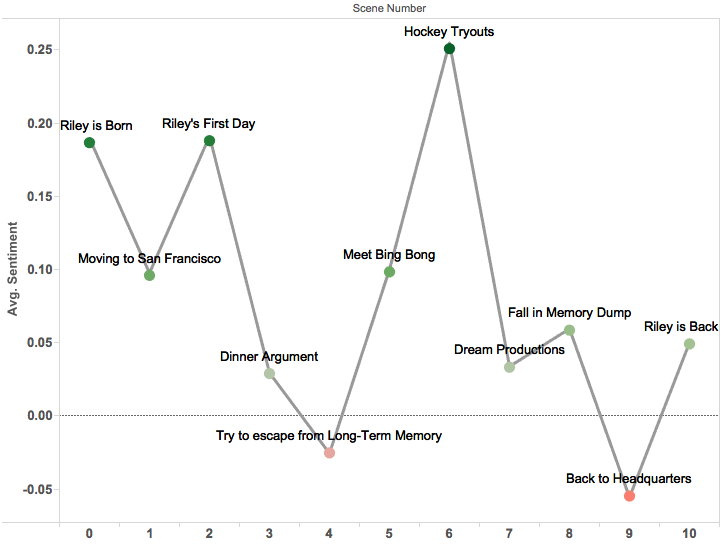 Scene Number
Hockey Tryouts
0.25
0.20
Riley is Born
Riley's First Day
0.15
Avg. Sentiment
Meet Bing Bong
Moving to San Francisco
0.10
Fall in Memory Dump
Riley is Back
0.05
Dream Productions
Dinner Argument
0.00
Try to escape from Long-Term Memory
Back to Headquarters
-0.05
0 1 2 3 4 5 6 7 8 9 10